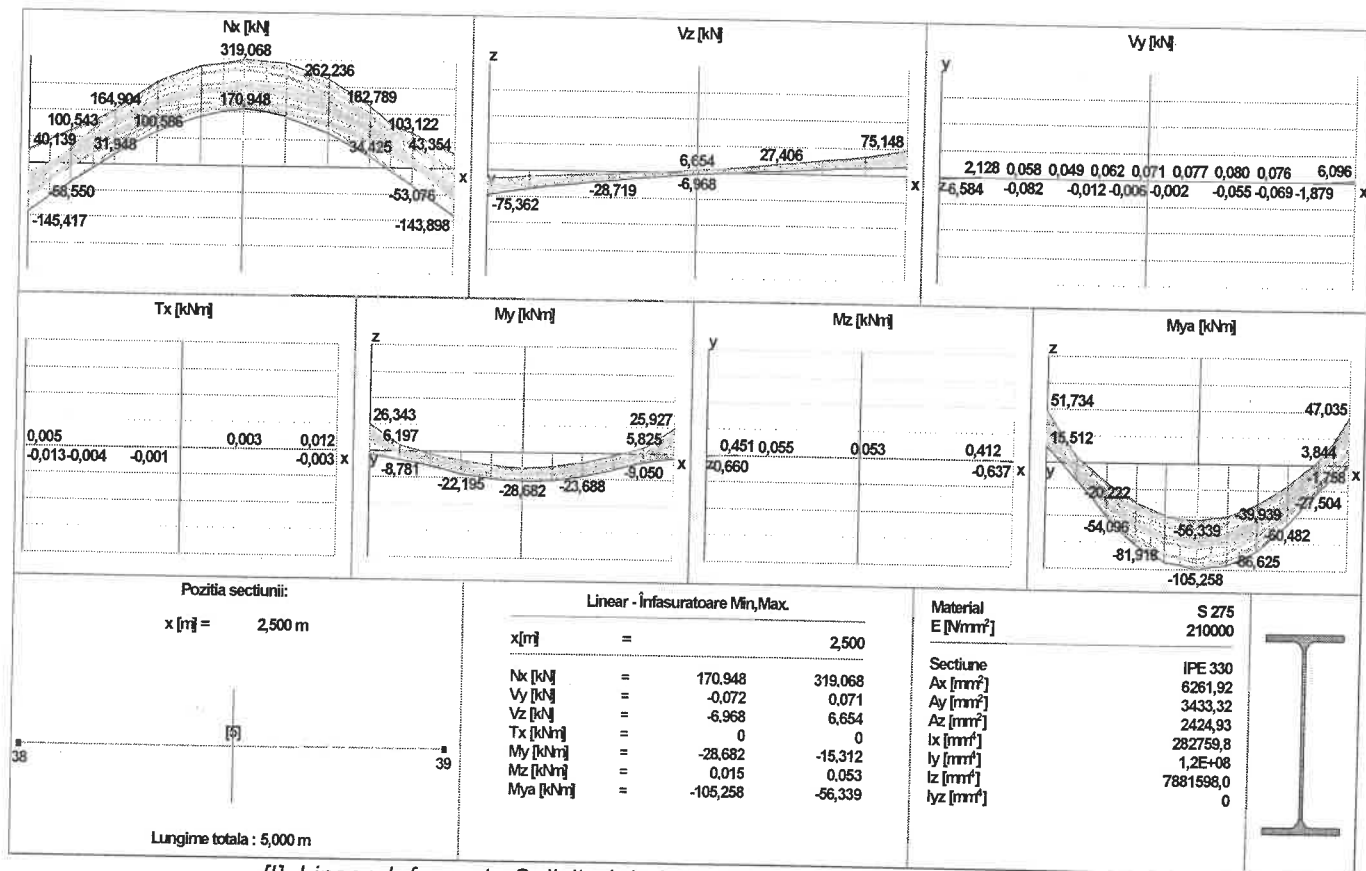 Nx [kN]
319,068
262,236
164,904
170,948
182,789
100,543
100,586
103,122
40,139
31,948
34,425
43,354
-68,550
-53,076
x
-145,417
-143,898
Vz [kN]
z
75,148
27,406
6,654
y
-28,719
-6,968
x
-75,362
Vy [kN]
y
2,128 0,058 0,049 0,062 0,071 0,077 0,080 0,076 6,096
z-6,584 -0,082 -0,012 -0,006 -0,002 -0,055 -0,069 -1,879 x
Tx [kNm]
0,005 0,003 0,012
-0,013 -0,004 -0,001 -0,003 x
My [kNm]
z
26,343 25,927
6,197 5,825
y
-8,781 -9,050 x
-22,195 -28,682 -23,688
Mz [kNm]
y
0,451 0,055 0,053 0,412
z0,660 -0,637 x
Mya [kNm]
z
51,734 47,035
15,512 3,844
y -1,758 x
-20,222 -39,939 -27,504
-54,096 -56,339 -60,482
-81,918 -86,625
-105,258
Pozitia sectiunii:
x [m] = 2,500 m
[5]
38 39
Lungime totala : 5,000 m
Linear - Înfasuratoare Min,Max.
x[m] = 2,500
Nx [kN] = 170,948 319,068
Vy [kN] = -0,072 0,071
Vz [kN] = -6,968 6,654
Tx [kNm] = 0 0
My [kNm] = -28,682 -15,312
Mz [kNm] = 0,015 0,053
Mya [kNm] = -105,258 -56,339
Material S 275
E [N/mm²] 210000
Sectiune IPE 330
Ax [mm²] 6261,92
Ay [mm²] 3433,32
Az [mm²] 2424,93
Ix [mm⁴] 282759,8
Iy [mm⁴] 1,2E+08
Iz [mm⁴] 7881598,0
Iyz [mm⁴] 0